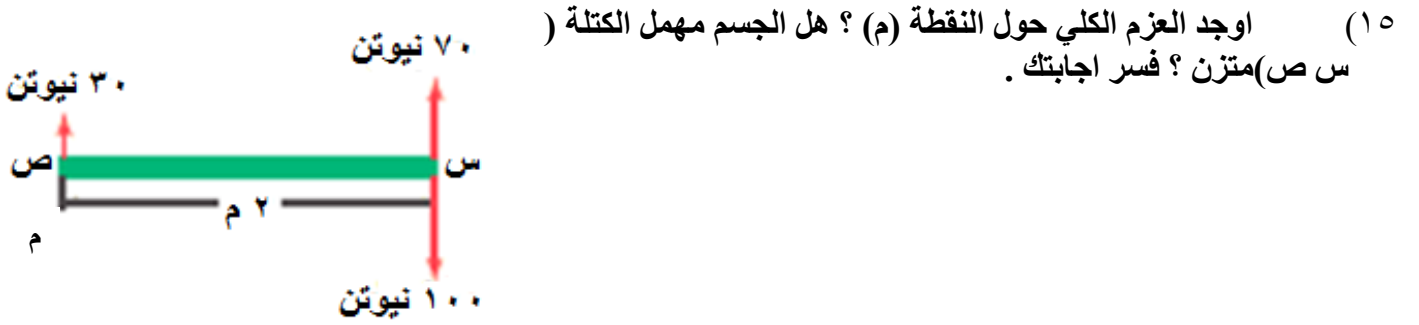 ١٥) اوجد العزم الكلي حول النقطة (م) ؟ هل الجسم مهمل الكتلة (
س ص)متزن ؟ فسر اجابتك .
٧٠ نيوتن
٣٠ نيوتن
ص
س
٢ م
م
١٠٠ نيوتن